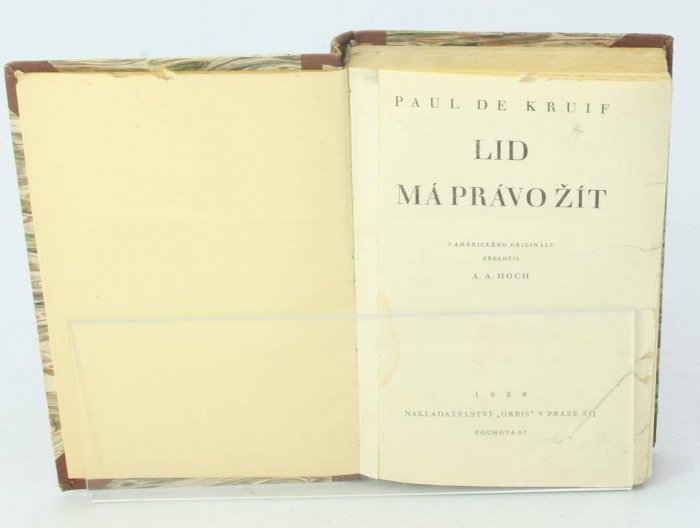 PAUL DE KRUIF
LID
MÁ PRÁVO ŽÍT
Z AMERICKÉHO ORIGINÁLU
PŘELOŽIL
A. A. HOCH
1938
NAKLADATELSTVÍ „ORBIS“ V PRAZE XII
FOCHOVA 62